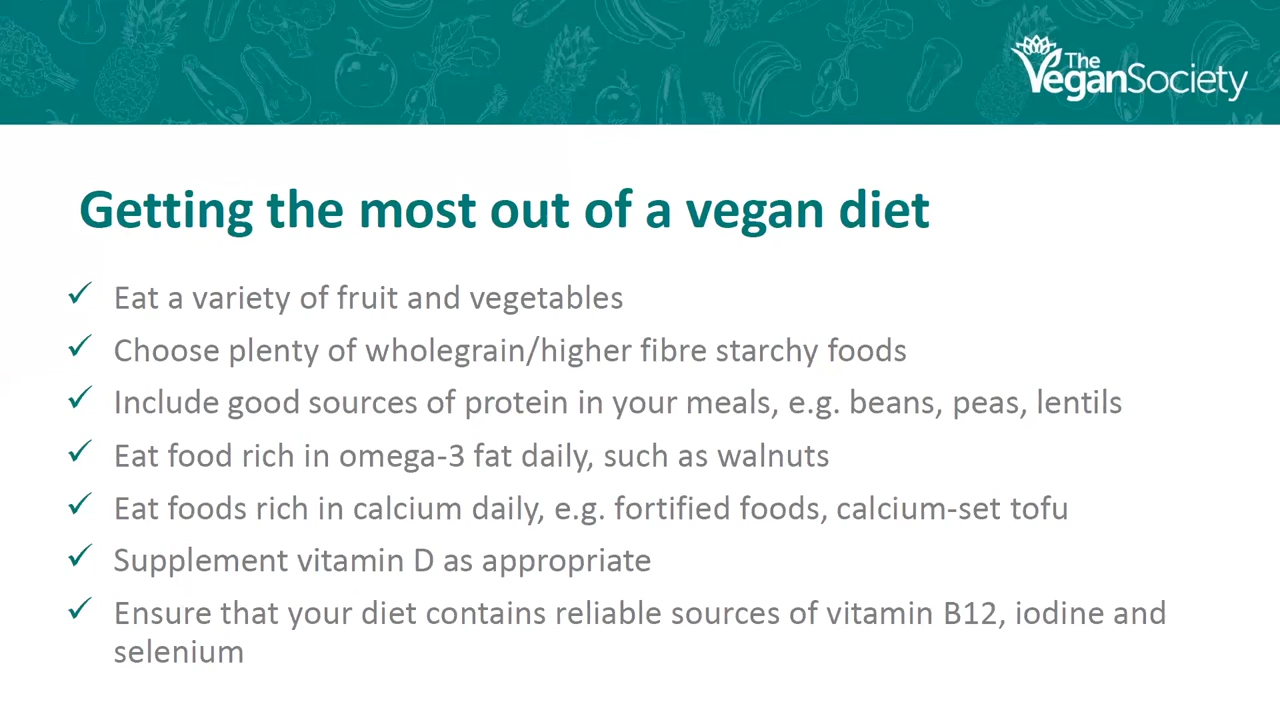 The
VeganSociety
Getting the most out of a vegan diet
✓ Eat a variety of fruit and vegetables
✓ Choose plenty of wholegrain/higher fibre starchy foods
✓ Include good sources of protein in your meals, e.g. beans, peas, lentils
✓ Eat food rich in omega-3 fat daily, such as walnuts
✓ Eat foods rich in calcium daily, e.g. fortified foods, calcium-set tofu
✓ Supplement vitamin D as appropriate
✓ Ensure that your diet contains reliable sources of vitamin B12, iodine and
selenium